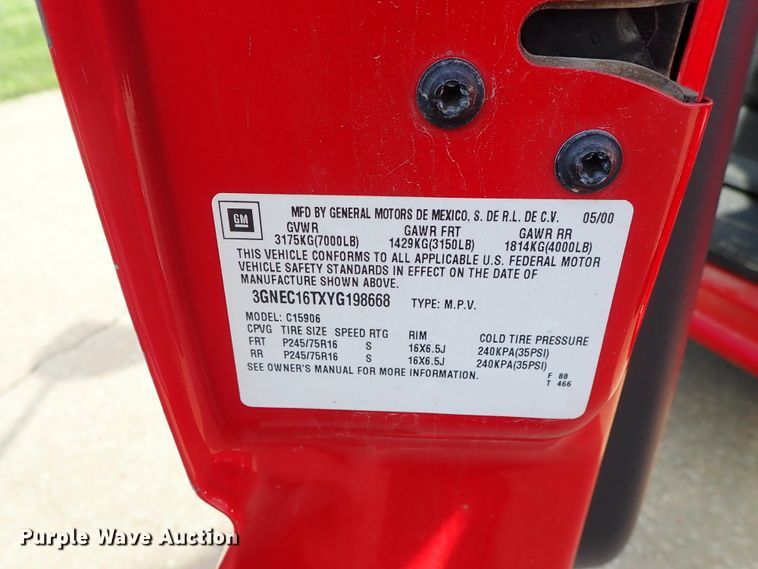 GM
MFD BY GENERAL MOTORS DE MEXICO, S. DE R.L. DE C.V. 05/00
GVWR GAWR FRT GAWR RR
3175KG(7000LB) 1429KG(3150LB) 1814KG(4000LB)
THIS VEHICLE CONFORMS TO ALL APPLICABLE U.S. FEDERAL MOTOR
VEHICLE SAFETY STANDARDS IN EFFECT ON THE DATE OF
MANUFACTURE SHOWN ABOVE.
3GNEC16TXYG198668 TYPE: M.P.V.
MODEL: C15906
CPVG TIRE SIZE SPEED RTG RIM COLD TIRE PRESSURE
FRT P245/75R16 S 16X6.5J 240KPA(35PSI)
RR P245/75R16 S 16X6.5J 240KPA(35PSI)
SEE OWNER'S MANUAL FOR MORE INFORMATION. F 88
T 466
Purple Wave Auction